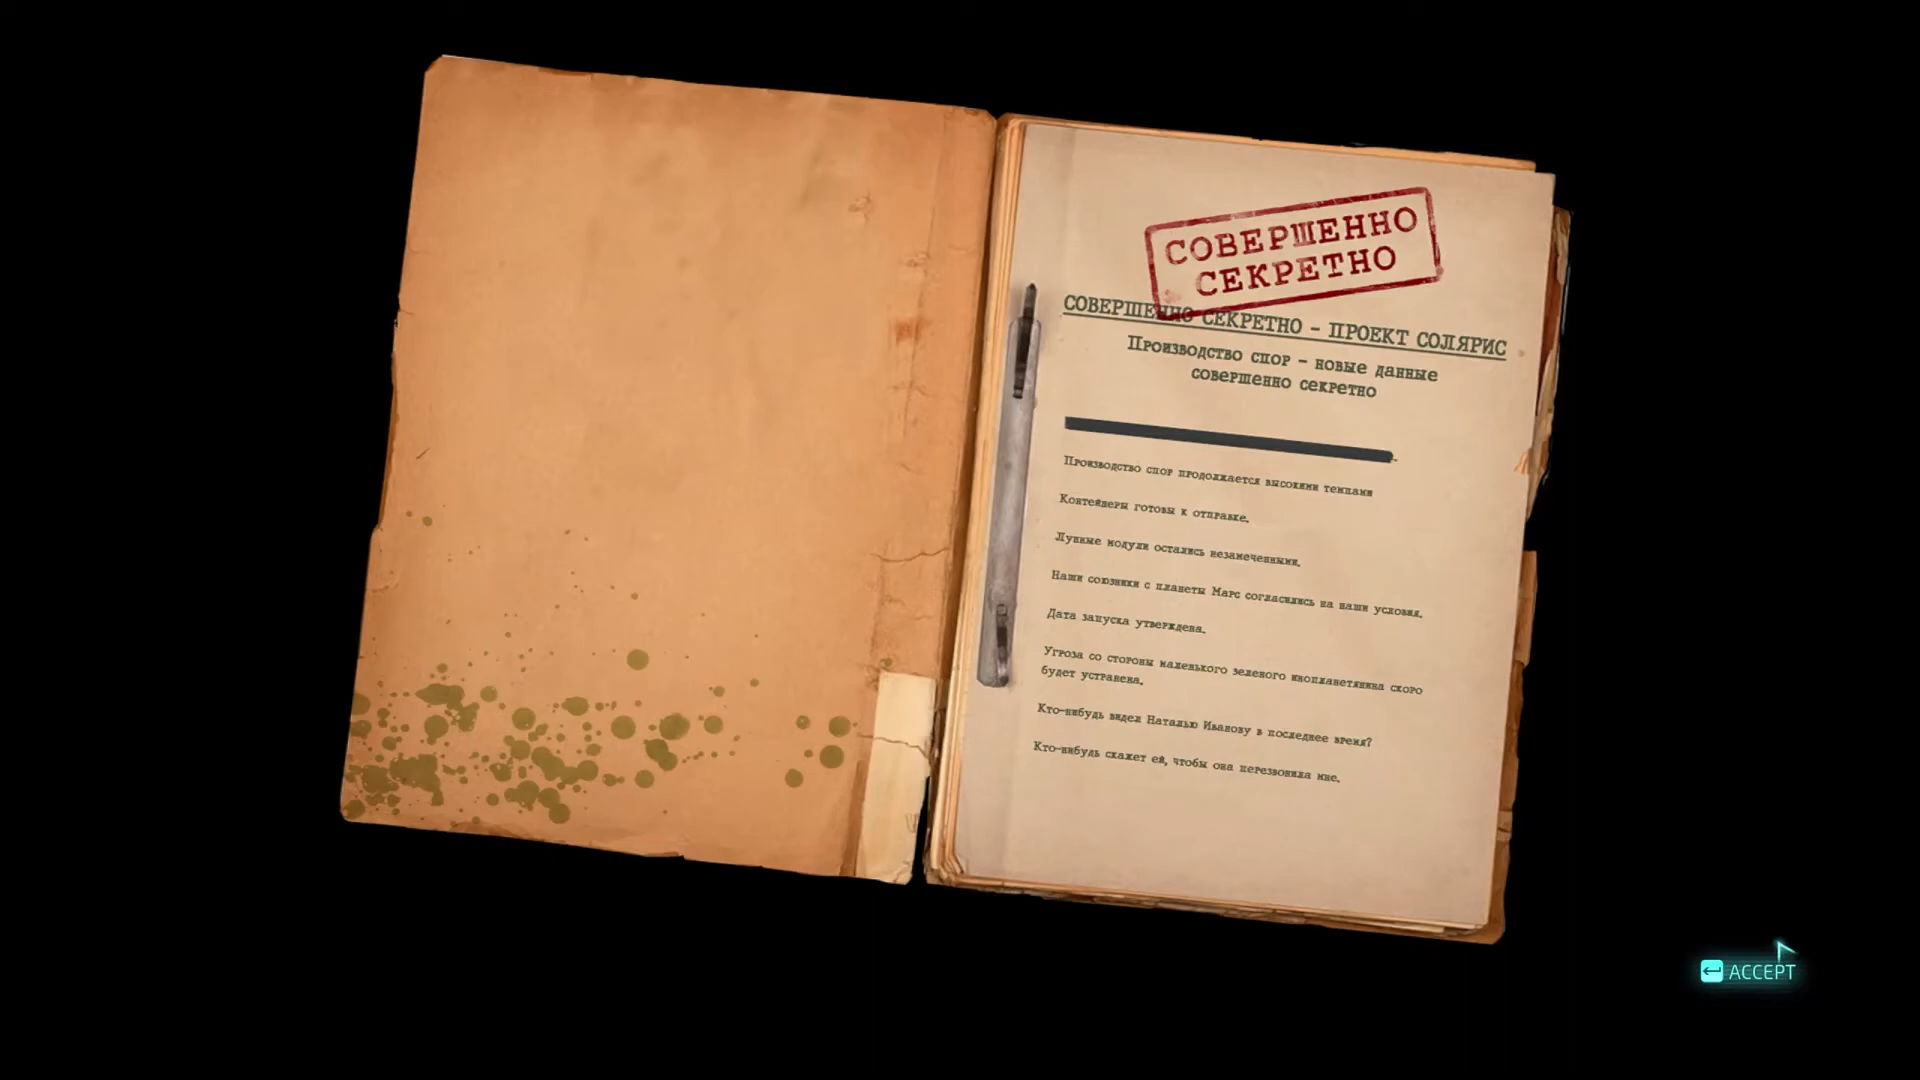 СОВЕРШЕННО
СЕКРЕТНО
СОВЕРШЕННО СЕКРЕТНО - ПРОЕКТ СОЛЯРИС
Производство спор - новые данные
совершенно секретно
Производство спор продолжается высокими темпами
Контейнеры готовы к отправке.
Лунные модули остались незамеченными.
Наши союзники с планеты Марс согласились на наши условия.
Дата запуска утверждена.
Угроза со стороны маленького зеленого инопланетянина скоро
будет устранена.
Кто-нибудь видел Наталью Иванову в последнее время?
Кто-нибудь скажет ей, чтобы она перезвонила мне.
ACCEPT